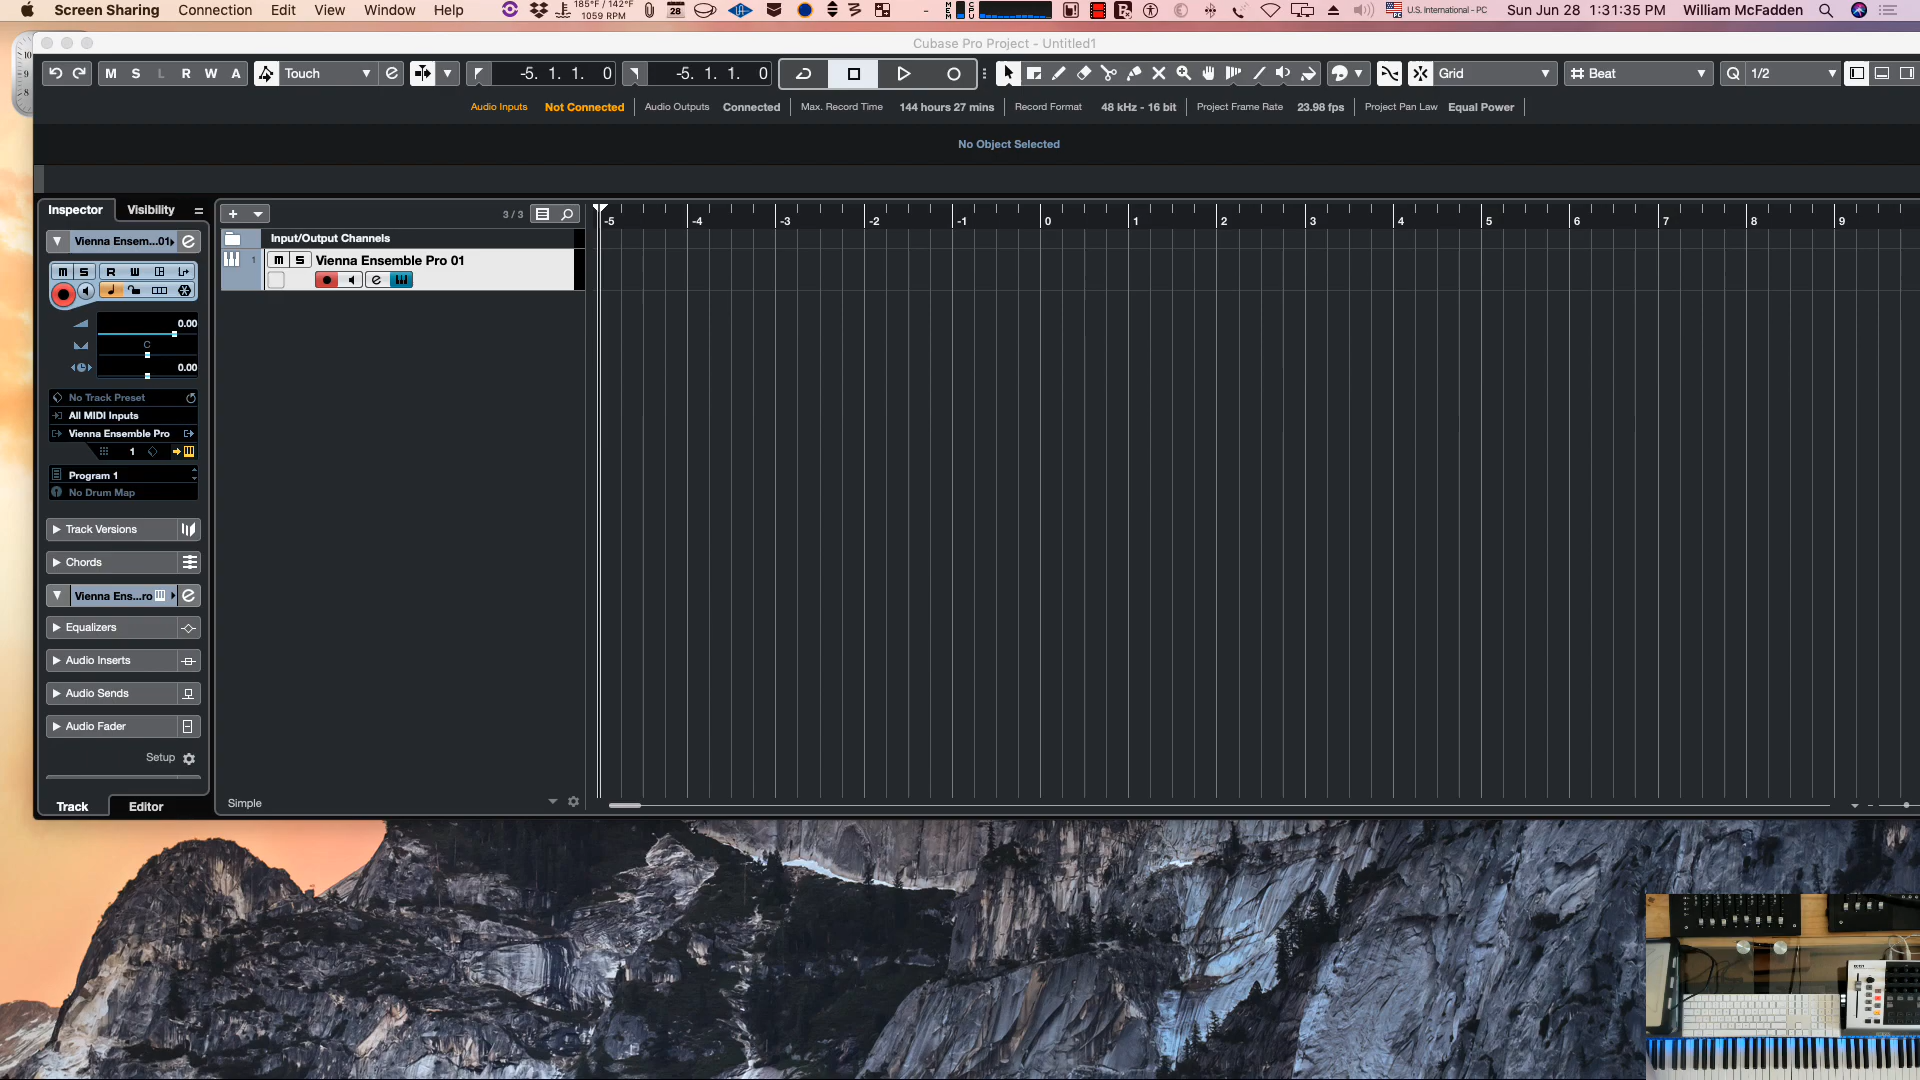 Screen Sharing Connection Edit View Window Help 185°F / 142°F 1059 RPM 28 MEM CPU U.S. International - PC Sun Jun 28 1:31:35 PM William McFadden
Cubase Pro Project - Untitled1
M S L R W A Touch -5. 1. 1. 0 -5. 1. 1. 0 Grid Beat Q 1/2
Audio Inputs Not Connected Audio Outputs Connected Max. Record Time 144 hours 27 mins Record Format 48 kHz - 16 bit Project Frame Rate 23.98 fps Project Pan Law Equal Power
No Object Selected
Inspector Visibility 3 / 3 -5 -4 -3 -2 -1 0 1 2 3 4 5 6 7 8 9
Input/Output Channels
Vienna Ensem...01
1 m S Vienna Ensemble Pro 01
m S R W
0.00
C
0.00
No Track Preset
All MIDI Inputs
Vienna Ensemble Pro
1
Program 1
No Drum Map
Track Versions
Chords
Vienna Ens...ro
Equalizers
Audio Inserts
Audio Sends
Audio Fader
Setup
Track Editor Simple
10
9
8